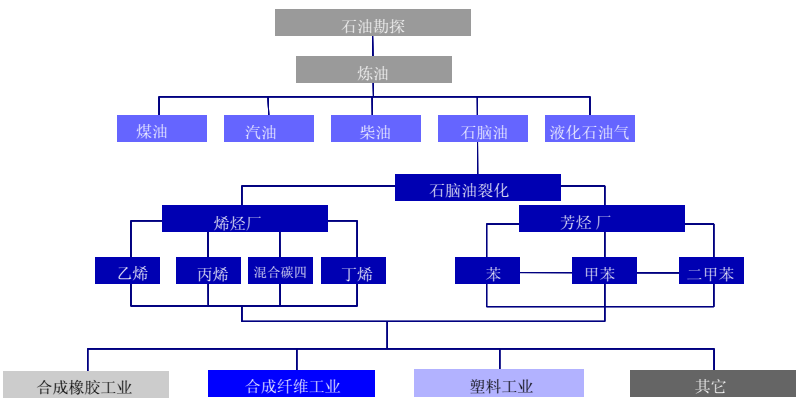 石油勘探
炼油
煤油
汽油
柴油
石脑油
液化石油气
石脑油裂化
烯烃厂
芳烃 厂
乙烯
丙烯
混合碳四
丁烯
苯
甲苯
二甲苯
合成橡胶工业
合成纤维工业
塑料工业
其它